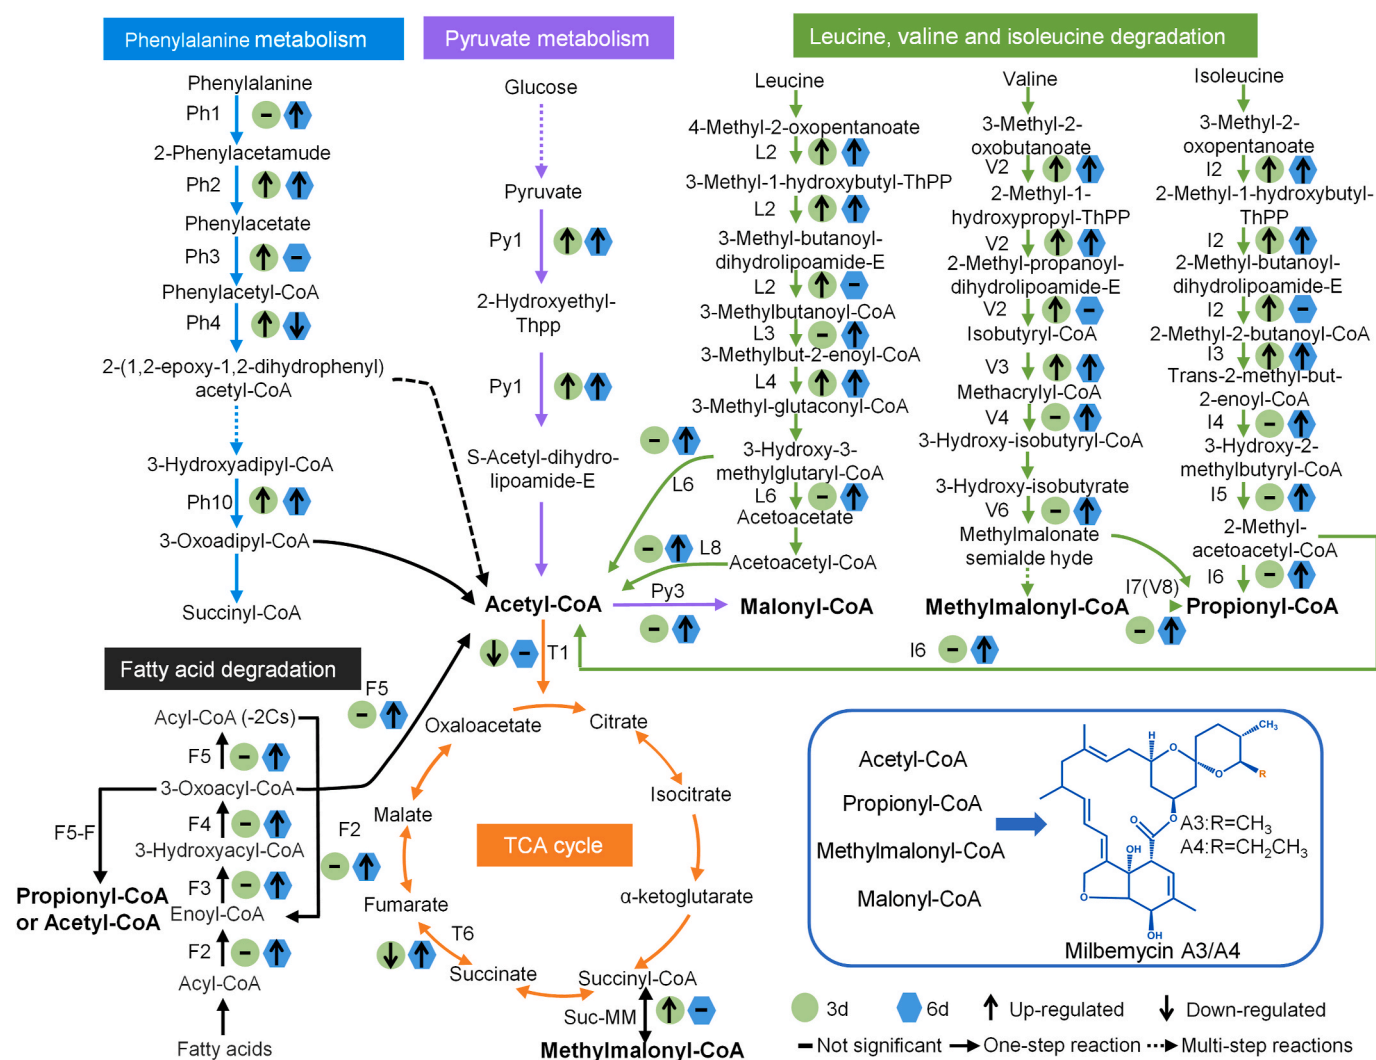 Phenylalanine metabolism
Phenylalanine
Ph1
2-Phenylacetamude
Ph2
Phenylacetate
Ph3
Phenylacetyl-CoA
Ph4
2-(1,2-epoxy-1,2-dihydrophenyl)
acetyl-CoA
3-Hydroxyadipyl-CoA
Ph10
3-Oxoadipyl-CoA
Succinyl-CoA
Pyruvate metabolism
Glucose
Pyruvate
Py1
2-Hydroxyethyl-
Thpp
Py1
S-Acetyl-dihydro-
lipoamide-E
Acetyl-CoA
Py3
Leucine, valine and isoleucine degradation
Leucine
4-Methyl-2-oxopentanoate
L2
3-Methyl-1-hydroxybutyl-ThPP
L2
3-Methyl-butanoyl-
dihydrolipoamide-E
L2
3-Methylbutanoyl-CoA
L3
3-Methylbut-2-enoyl-CoA
L4
3-Methyl-glutaconyl-CoA
3-Hydroxy-3-
methylglutaryl-CoA
L6
L6
Acetoacetate
L8
Acetoacetyl-CoA
Malonyl-CoA
Valine
3-Methyl-2-
oxobutanoate
V2
2-Methyl-1-
hydroxypropyl-ThPP
V2
2-Methyl-propanoyl-
dihydrolipoamide-E
V2
Isobutyryl-CoA
V3
Methacrylyl-CoA
V4
3-Hydroxy-isobutyryl-CoA
3-Hydroxy-isobutyrate
V6
Methylmalonate
semialde hyde
Methylmalonyl-CoA
I7(V8)
Isoleucine
3-Methyl-2-
oxopentanoate
I2
2-Methyl-1-hydroxybutyl-
ThPP
I2
2-Methyl-butanoyl-
dihydrolipoamide-E
I2
2-Methyl-2-butanoyl-CoA
I3
Trans-2-methyl-but-
2-enoyl-CoA
I4
3-Hydroxy-2-
methylbutyryl-CoA
I5
2-Methyl-
acetoacetyl-CoA
I6
Propionyl-CoA
I6
Fatty acid degradation
F5
Acyl-CoA (-2Cs)
F5
3-Oxoacyl-CoA
F5-F
F4
F2
3-Hydroxyacyl-CoA
F3
Propionyl-CoA
or Acetyl-CoA
Enoyl-CoA
F2
Acyl-CoA
Fatty acids
T1
Oxaloacetate
Citrate
Isocitrate
Malate
TCA cycle
α-ketoglutarate
Fumarate
T6
Succinate
Succinyl-CoA
Suc-MM
Methylmalonyl-CoA
Acetyl-CoA
Propionyl-CoA
Methylmalonyl-CoA
Malonyl-CoA
H
O
O
CH3
R
O
O
OH
OH
O
H
A3:R=CH3
A4:R=CH2CH3
Milbemycin A3/A4
3d
6d
Up-regulated
Down-regulated
Not significant
One-step reaction
Multi-step reactions